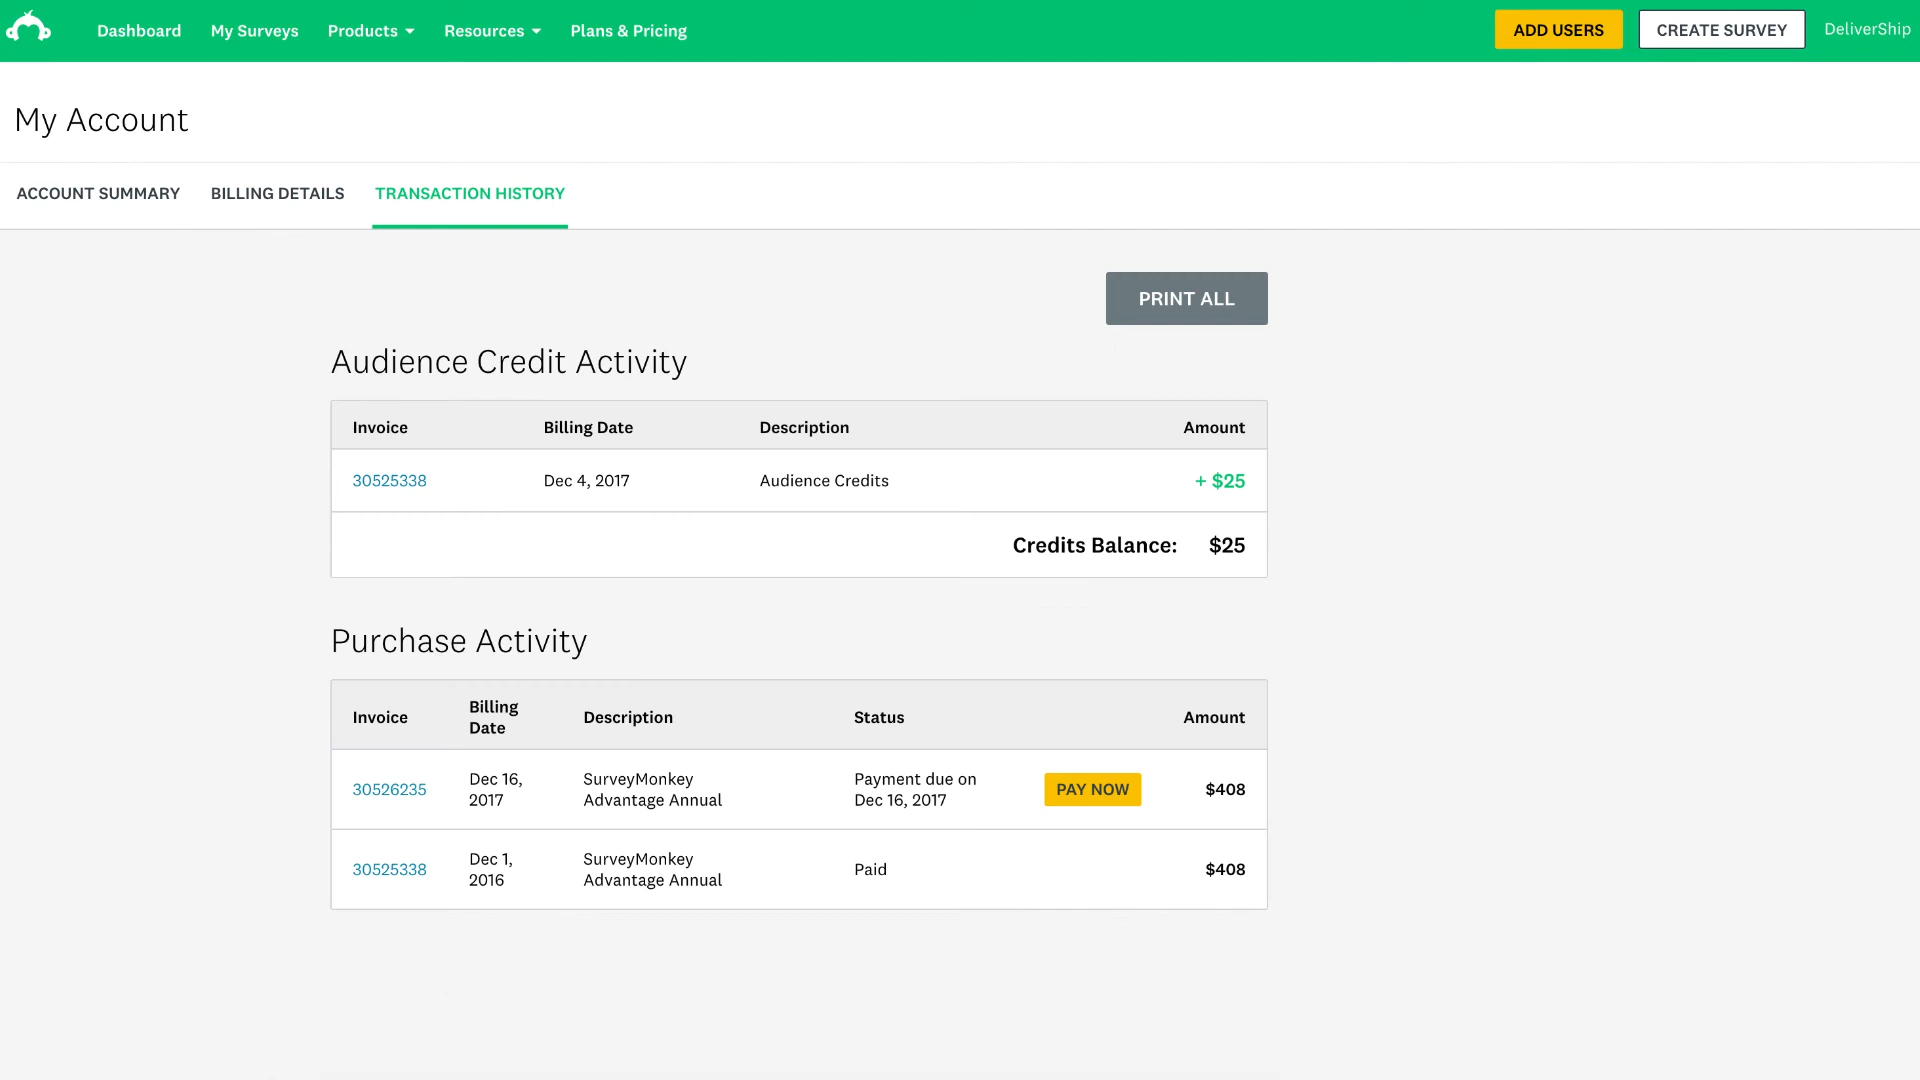 Dashboard My Surveys Products Resources Plans & Pricing ADD USERS CREATE SURVEY DeliverShip
My Account
ACCOUNT SUMMARY BILLING DETAILS TRANSACTION HISTORY
PRINT ALL
Audience Credit Activity
Invoice Billing Date Description Amount
30525338 Dec 4, 2017 Audience Credits + $25
Credits Balance: $25
Purchase Activity
Invoice Billing Date Description Status Amount
30526235 Dec 16, 2017 SurveyMonkey Advantage Annual Payment due on Dec 16, 2017 PAY NOW $408
30525338 Dec 1, 2016 SurveyMonkey Advantage Annual Paid $408